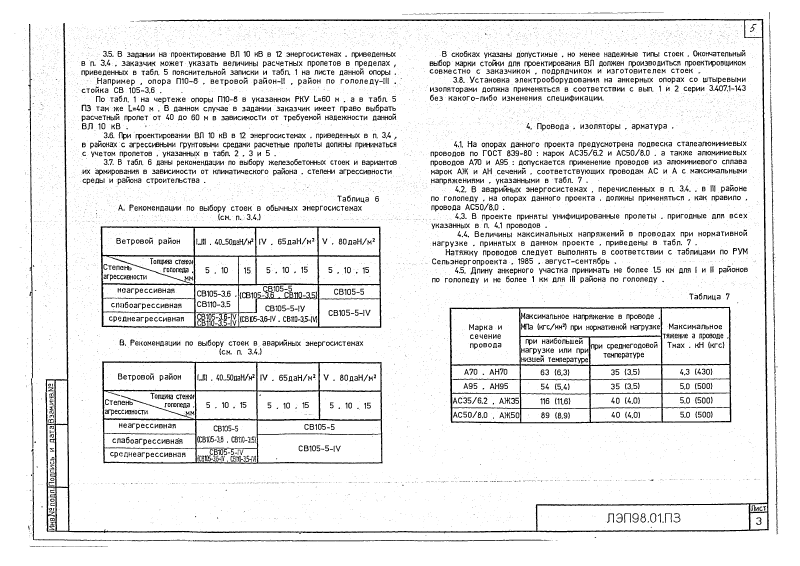 5
3.5. В задании на проектирование ВЛ 10 кВ в 12 энергосистемах, приведенных
в п. 3.4, заказчик может указать величины расчетных пролетов в пределах,
приведенных в табл. 5 пояснительной записки и табл. 1 на листе данной опоры.
Например, опора П10-8, ветровой район-II, район по гололеду-III,
стойка СВ 105-3.6.
По табл. 1 на чертеже опоры П10-8 в указанном РКУ L=60 м, а в табл. 5
ПЗ там же L=40 м. В данном случае в задании заказчик имеет право выбрать
расчетный пролет от 40 до 60 м в зависимости от требуемой надежности данной
ВЛ 10 кВ.
3.6. При проектировании ВЛ 10 кВ в 12 энергосистемах, приведенных в п. 3.4,
в районах с агрессивными грунтовыми средами расчетные пролеты должны приниматься
с учетом пролетов, указанных в табл. 2, 3 и 5.
3.7. В табл. 6 даны рекомендации по выбору железобетонных стоек и вариантов
их армирования в зависимости от климатического района, степени агрессивности
среды и района строительства.
Таблица 6
А. Рекомендации по выбору стоек в обычных энергосистемах
(см. п. 3.4.)
Ветровой район I...III, 40...50даН/м² IV, 65даН/м² V, 80даН/м²
Толщина стенки гололеда, мм
Степень агрессивности
5, 10 15 5, 10, 15 5, 10, 15
неагрессивная СВ105-3,6, СВ110-3,5 СВ105-5 (СВ105-3,6, СВ110-3,5) СВ105-5
слабоагрессивная СВ105-5-IV СВ105-5-IV
среднеагрессивная СВ105-3,6-IV СВ110-3,5-IV (СВ105-3,6-IV, СВ110-3,5-IV)
В. Рекомендации по выбору стоек в аварийных энергосистемах
(см. п. 3.4.)
Ветровой район I...III, 40...50даН/м² IV, 65даН/м² V, 80даН/м²
Толщина стенки гололеда, мм
Степень агрессивности
5, 10, 15 5, 10, 15 5, 10, 15
неагрессивная СВ105-5 СВ105-5
слабоагрессивная (СВ105-3,6, СВ110-3,5) СВ105-5-IV
среднеагрессивная СВ105-5-IV (СВ105-3,6-IV, СВ110-3,5-IV)
В скобках указаны допустимые, но менее надежные типы стоек. Окончательный
выбор марки стойки для проектирования ВЛ должен производиться проектировщиком
совместно с заказчиком, подрядчиком и изготовителем стоек.
3.8. Установка электрооборудования на анкерных опорах со штыревыми
изоляторами должна применяться в соответствии с вып. 1 и 2 серии 3.407.1-143
без какого-либо изменения спецификации.
4. Провода, изоляторы, арматура.
4.1. На опорах данного проекта предусмотрена подвеска сталеалюминиевых
проводов по ГОСТ 839-80: марок АС35/6.2 и АС50/8.0, а также алюминиевых
проводов А70 и А95: допускается применение проводов из алюминиевого сплава
марок АЖ и АН сечений, соответствующих проводам АС и А с максимальными
напряжениями, указанными в табл. 7.
4.2. В аварийных энергосистемах, перечисленных в п. 3.4., в III районе
по гололеду, на опорах данного проекта, должны применяться, как правило,
провода АС50/8,0.
4.3. В проекте приняты унифицированные пролеты, пригодные для всех
указанных в п. 4.1 проводов.
4.4. Величины максимальных напряжений в проводах при нормативной
нагрузке, принятых в данном проекте, приведены в табл. 7.
Натяжку проводов следует выполнять в соответствии с таблицами по РУМ
Сельэнергопроекта, 1985, август-сентябрь.
4.5. Длину анкерного участка принимать не более 1.5 км для I и II районов
по гололеду и не более 1 км для III района по гололеду.
Таблица 7
Марка и сечение провода
Максимальное напряжение в проводе, МПа (кгс/мм²) при нормативной нагрузке
Максимальное тяжение в проводе, Tмах, кН (кгс)
при наибольшей нагрузке или при низшей температуре
при среднегодовой температуре
А70, АН70 63 (6,3) 35 (3,5) 4,3 (430)
А95, АН95 54 (5,4) 35 (3,5) 5,0 (500)
АС35/6.2, АЖ35 116 (11,6) 40 (4,0) 5.0 (500)
АС50/8.0, АЖ50 89 (8,9) 40 (4,0) 5.0 (500)
Инв.№ подл. Подпись и дата Взам.инв.№
ЛЭП98.01.ПЗ
Лист
3